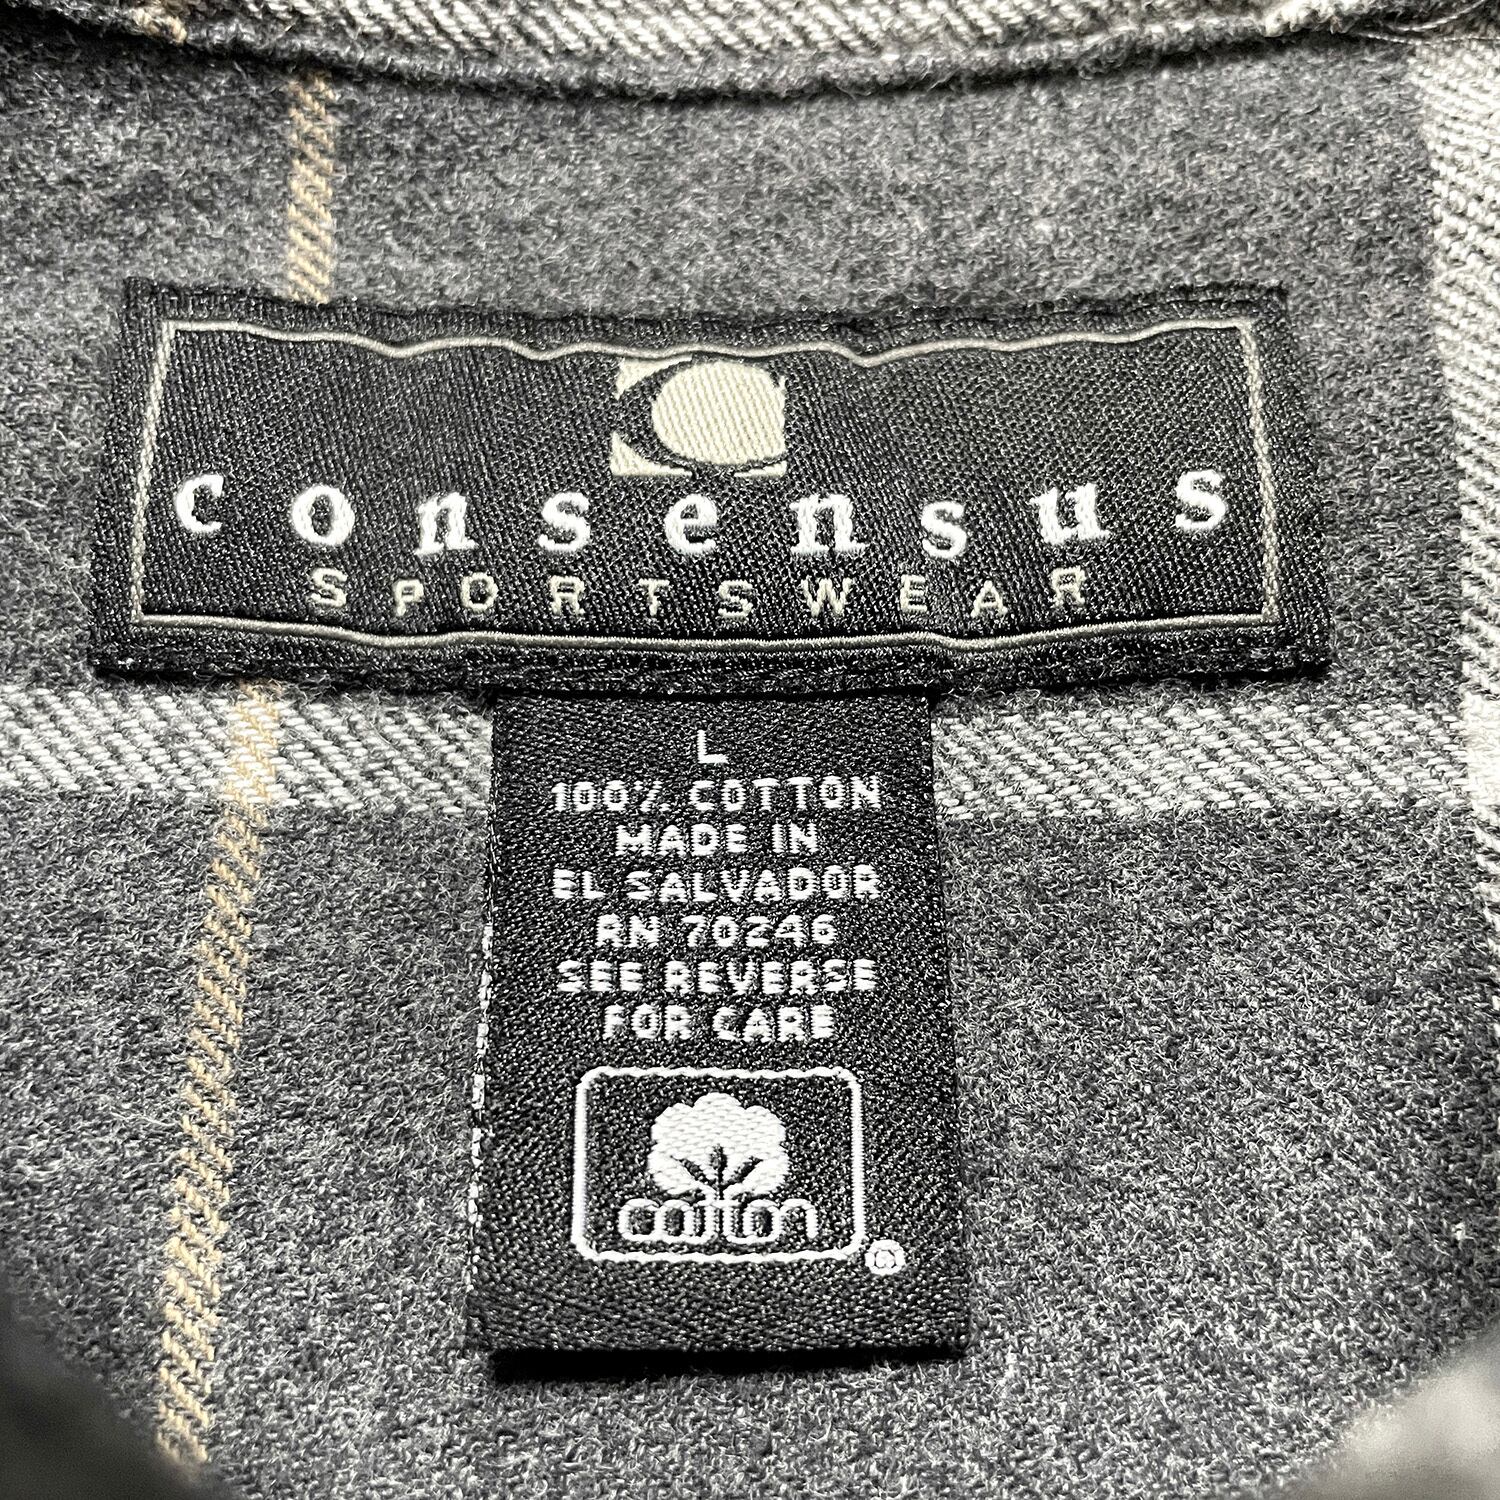 consensus
SPORTSWEAR
L
100% COTTON
MADE IN
EL SALVADOR
RN 70246
SEE REVERSE
FOR CARE
cotton
®